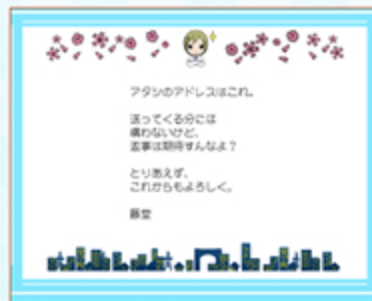 アタシのアドレスはこれ。
送ってくる分には
構わないけど、
返事は期待すんなよ？
とりあえず、
これからもよろしく。
藤堂